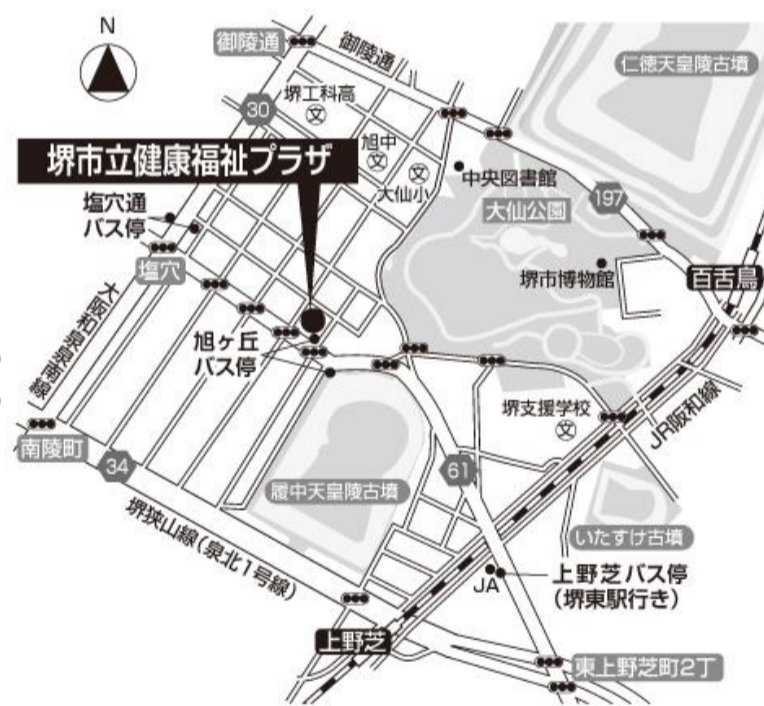 N
御陵通
御陵通
仁徳天皇陵古墳
堺工科高
文
30
旭中
文
文
大仙小
中央図書館
堺市立健康福祉プラザ
大仙公園
197
塩穴通
バス停
塩穴
堺市博物館
百舌鳥
大阪和泉泉南線
旭ヶ丘
バス停
堺支援学校
文
JR阪和線
南陵町
34
61
履中天皇陵古墳
いたすけ古墳
堺狭山線(泉北1号線)
JA
上野芝バス停
(堺東駅行き)
上野芝
東上野芝町2丁